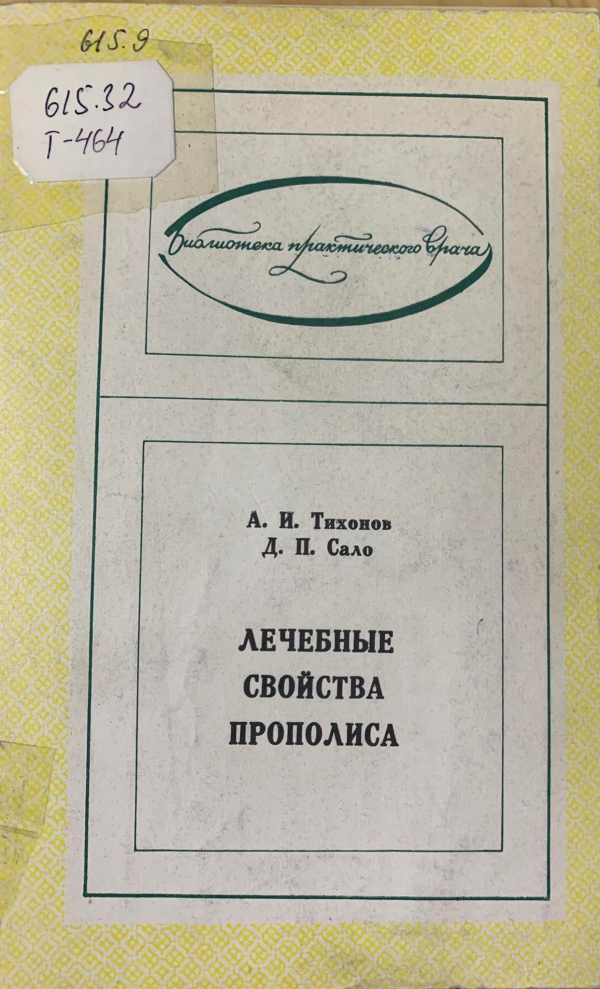 615.9
615.32
Т-464
Библиотека практического врача
А. И. Тихонов
Д. П. Сало
ЛЕЧЕБНЫЕ
СВОЙСТВА
ПРОПОЛИСА